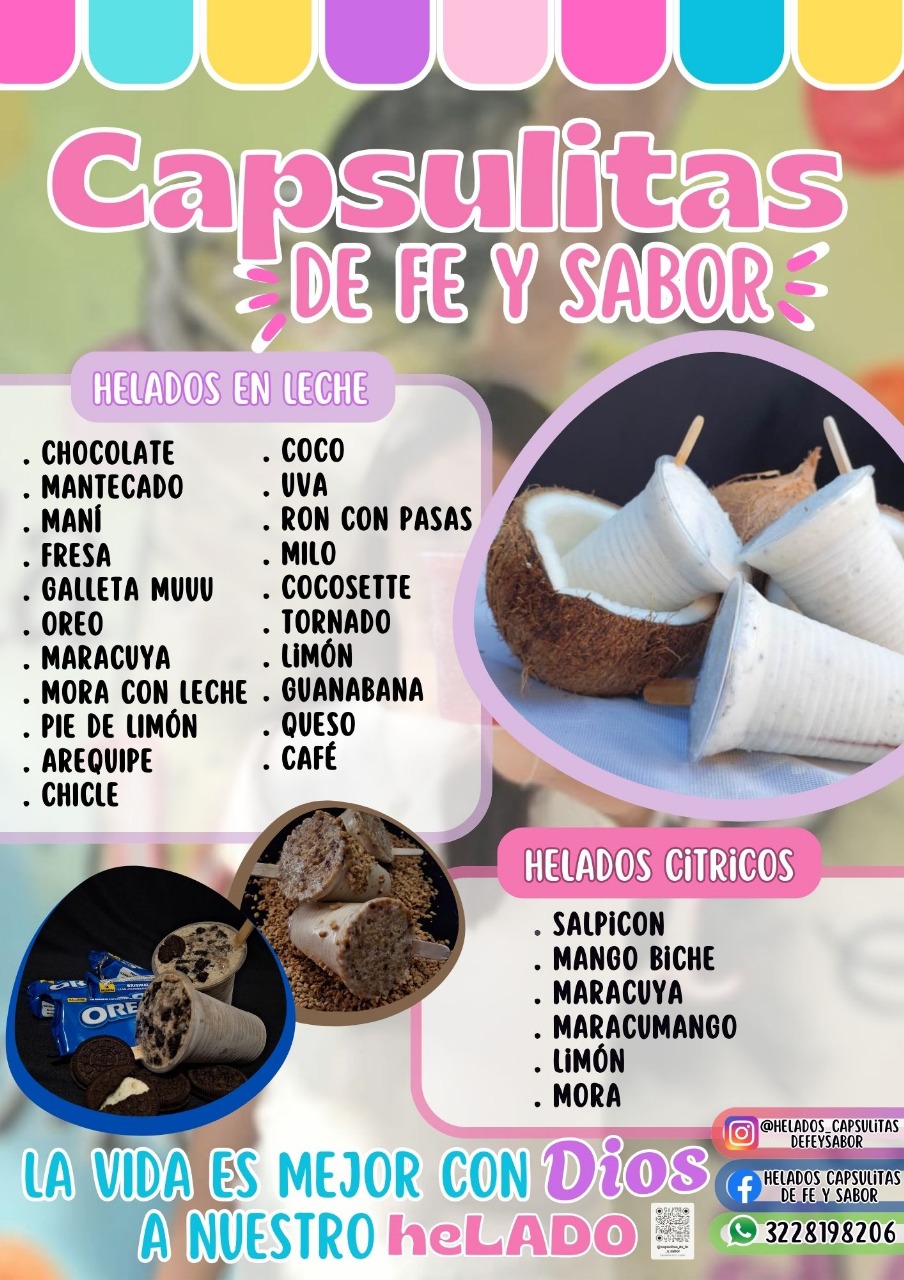 Capsulitas
DE FE Y SABOR
HELADOS EN LECHE
. CHOCOLATE
. MANTECADO
. MANÍ
. FRESA
. GALLETA MUUU
. OREO
. MARACUYA
. MORA CON LECHE
. PIE DE LIMÓN
. AREQUIPE
. CHICLE
. COCO
. UVA
. RON CON PASAS
. MILO
. COCOSETTE
. TORNADO
. LiMÓN
. GUANABANA
. QUESO
. CAFÉ
OREO
HELADOS CiTRiCOS
. SALPiCON
. MANGO BiCHE
. MARACUYA
. MARACUMANGO
. LiMÓN
. MORA
LA VIDA ES MEJOR CON Dios
A NUESTRO heLADO
@HELADOS_CAPSULITAS
DEFEYSABOR
HELADOS CAPSULITAS
DE FE Y SABOR
3228198206